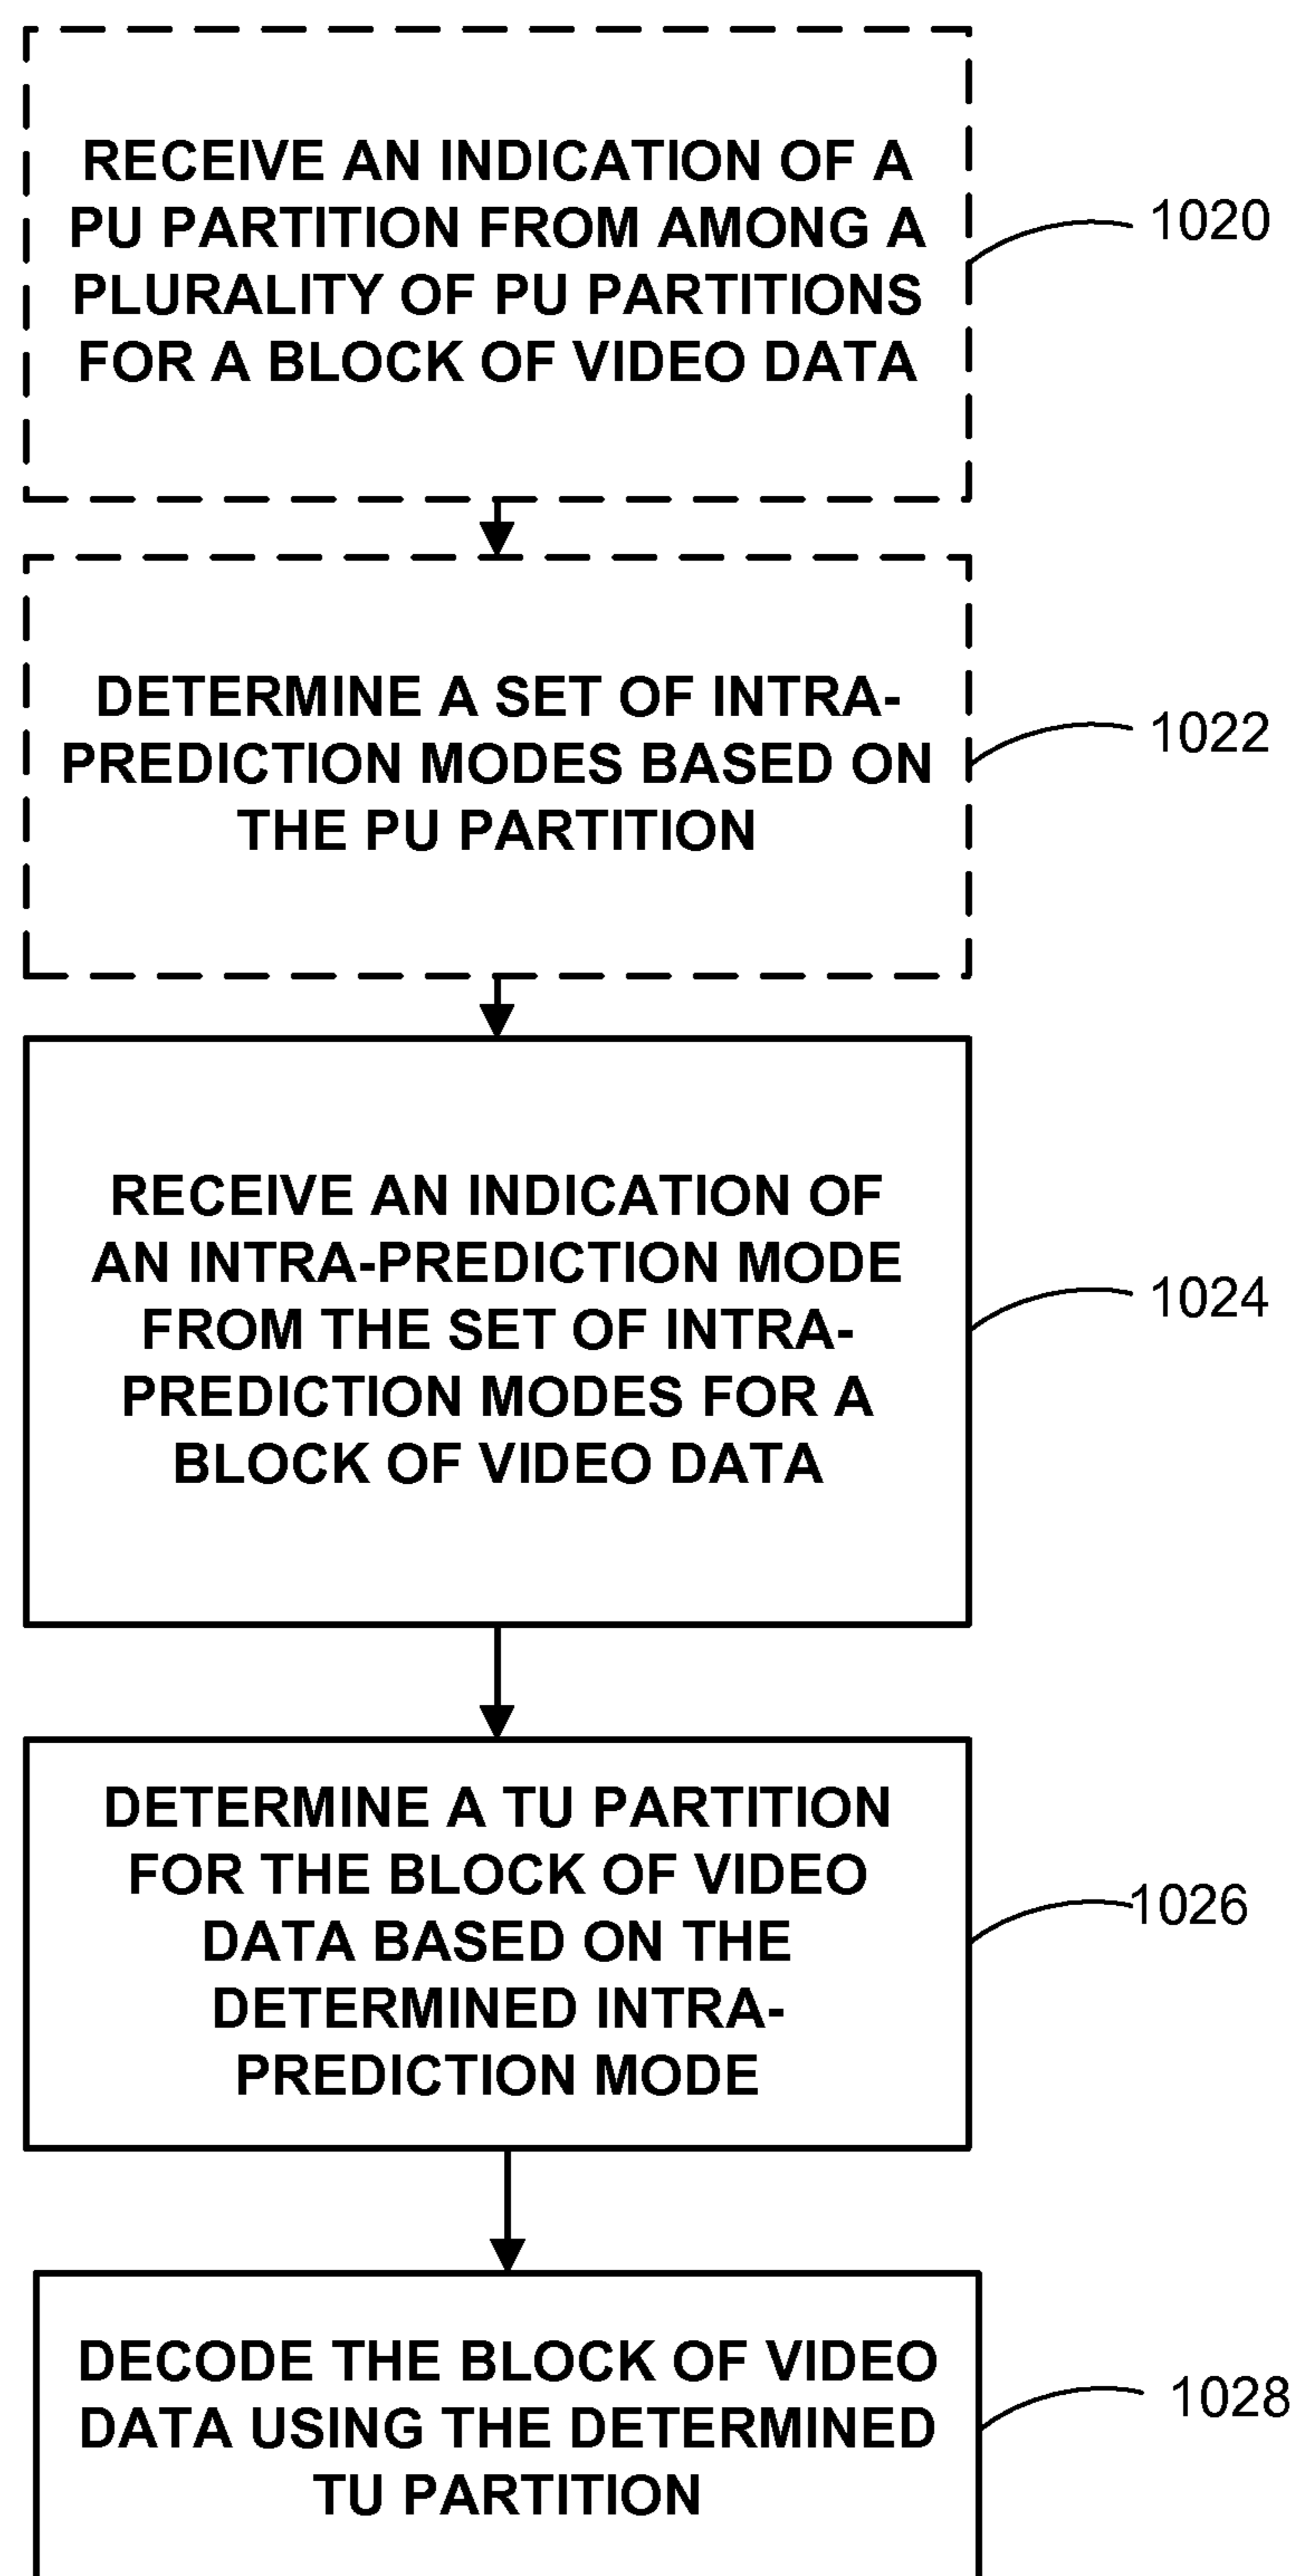 RECEIVE AN INDICATION OF A
PU PARTITION FROM AMONG A
PLURALITY OF PU PARTITIONS
FOR A BLOCK OF VIDEO DATA
1020
DETERMINE A SET OF INTRA-
PREDICTION MODES BASED ON
THE PU PARTITION
1022
RECEIVE AN INDICATION OF
AN INTRA-PREDICTION MODE
FROM THE SET OF INTRA-
PREDICTION MODES FOR A
BLOCK OF VIDEO DATA
1024
DETERMINE A TU PARTITION
FOR THE BLOCK OF VIDEO
DATA BASED ON THE
DETERMINED INTRA-
PREDICTION MODE
1026
DECODE THE BLOCK OF VIDEO
DATA USING THE DETERMINED
TU PARTITION
1028